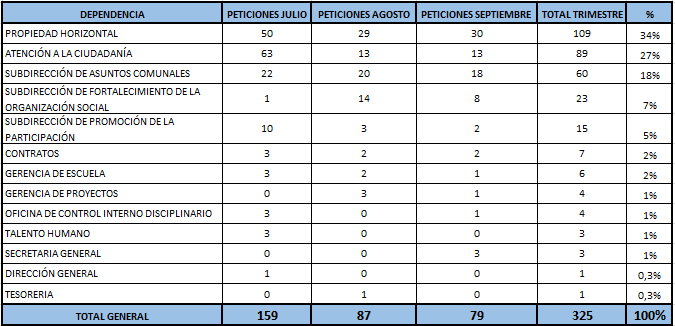 DEPENDENCIA PETICIONES JULIO PETICIONES AGOSTO PETICIONES SEPTIEMBRE TOTAL TRIMESTRE %
PROPIEDAD HORIZONTAL 50 29 30 109 34%
ATENCIÓN A LA CIUDADANÍA 63 13 13 89 27%
SUBDIRECCIÓN DE ASUNTOS COMUNALES 22 20 18 60 18%
SUBDIRECCIÓN DE FORTALECIMIENTO DE LA
ORGANIZACIÓN SOCIAL 1 14 8 23 7%
SUBDIRECCIÓN DE PROMOCIÓN DE LA
PARTICIPACIÓN 10 3 2 15 5%
CONTRATOS 3 2 2 7 2%
GERENCIA DE ESCUELA 3 2 1 6 2%
GERENCIA DE PROYECTOS 0 3 1 4 1%
OFICINA DE CONTROL INTERNO DISCIPLINARIO 3 0 1 4 1%
TALENTO HUMANO 3 0 0 3 1%
SECRETARIA GENERAL 0 0 3 3 1%
DIRECCIÓN GENERAL 1 0 0 1 0,3%
TESORERIA 0 1 0 1 0,3%
TOTAL GENERAL 159 87 79 325 100%